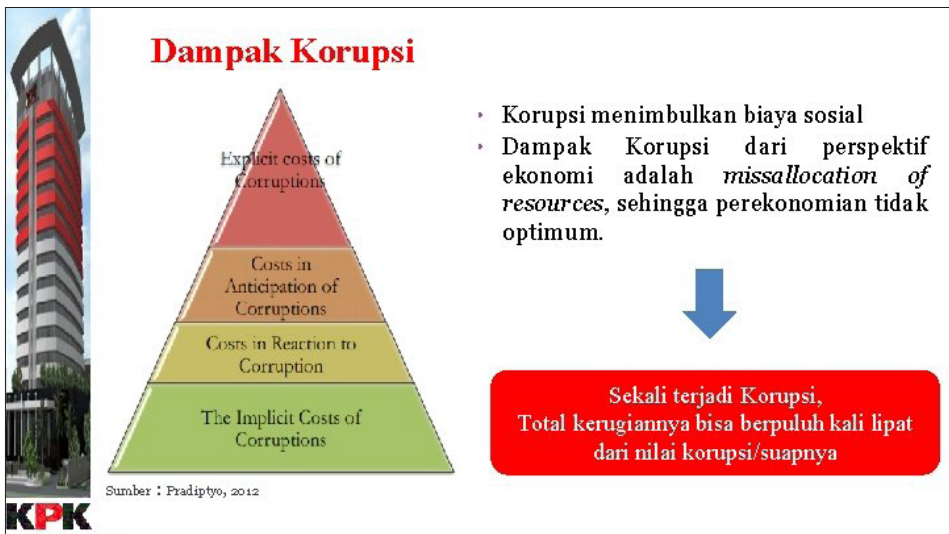 Dampak Korupsi
Explicit costs of
Corruptions
Costs in
Anticipation of
Corruptions
Costs in Reaction to
Corruption
The Implicit Costs of
Corruptions
Sumber : Pradiptyo, 2012
KPK
• Korupsi menimbulkan biaya sosial
• Dampak Korupsi dari perspektif
ekonomi adalah missallocation of
resources, sehingga perekonomian tidak
optimum.
Sekali terjadi Korupsi,
Total kerugiannya bisa berpuluh kali lipat
dari nilai korupsi/suapnya